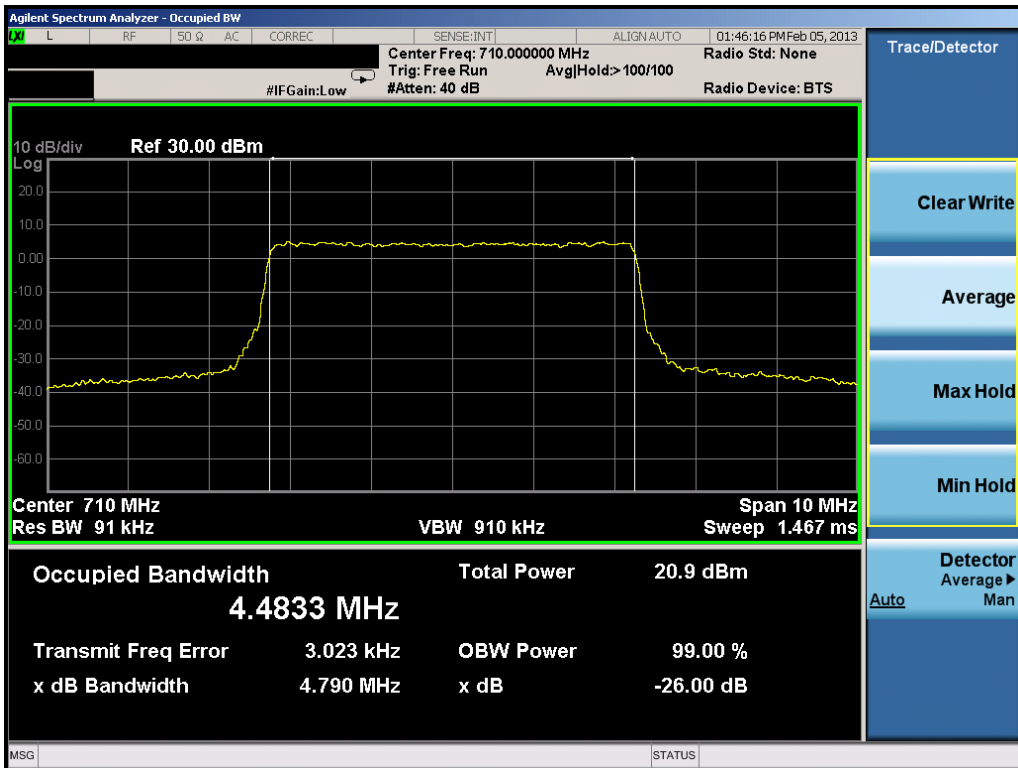 Agilent Spectrum Analyzer - Occupied BW
LXI L RF 50 Ω AC CORREC SENSE:INT ALIGN AUTO 01:46:16 PM Feb 05, 2013
Center Freq: 710.000000 MHz Radio Std: None
Trig: Free Run Avg|Hold:> 100/100
#IFGain:Low #Atten: 40 dB Radio Device: BTS
10 dB/div Ref 30.00 dBm
Log
20.0
10.0
0.00
-10.0
-20.0
-30.0
-40.0
-50.0
-60.0
Center 710 MHz Span 10 MHz
Res BW 91 kHz VBW 910 kHz Sweep 1.467 ms
Occupied Bandwidth Total Power 20.9 dBm
4.4833 MHz
Transmit Freq Error 3.023 kHz OBW Power 99.00 %
x dB Bandwidth 4.790 MHz x dB -26.00 dB
MSG STATUS
Trace/Detector
Clear Write
Average
Max Hold
Min Hold
Detector
Average▶
Auto Man